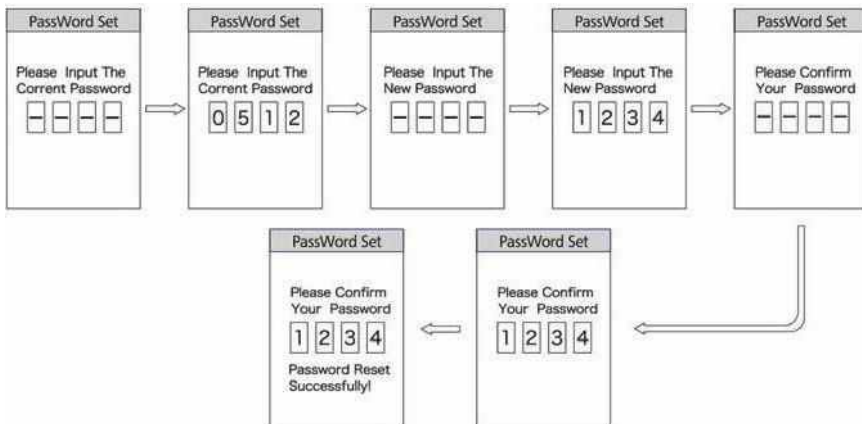 PassWord Set
Please Input The
Corrent Password
– – – –
PassWord Set
Please Input The
Corrent Password
0 5 1 2
PassWord Set
Please Input The
New Password
– – – –
PassWord Set
Please Input The
New Password
1 2 3 4
PassWord Set
Please Confirm
Your Password
– – – –
PassWord Set
Please Confirm
Your Password
1 2 3 4
PassWord Set
Please Confirm
Your Password
1 2 3 4
Password Reset
Successfully!